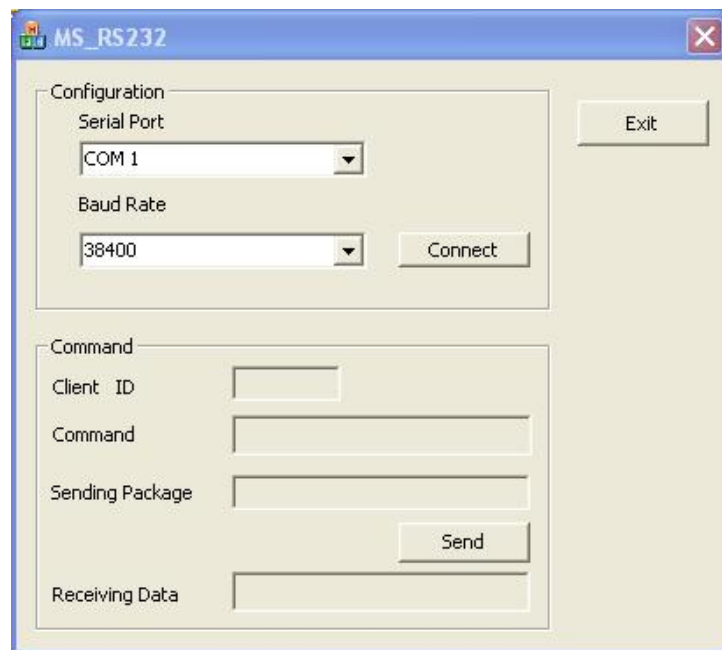 MS_RS232
Configuration
Serial Port
Exit
COM 1
Baud Rate
38400
Connect
Command
Client ID
Command
Sending Package
Send
Receiving Data